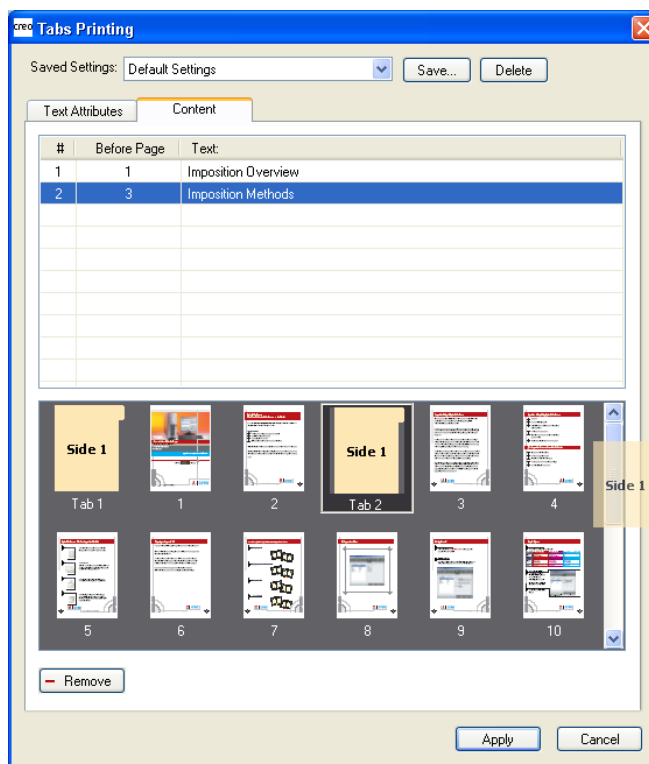 creo Tabs Printing
Saved Settings: Default Settings Save... Delete
Text Attributes Content
# Before Page Text:
1 1 Imposition Overview
2 3 Imposition Methods
Side 1 Side 1
Tab 1 1 2 Tab 2 3 4
Side 1
5 6 7 8 9 10
Remove
Apply Cancel